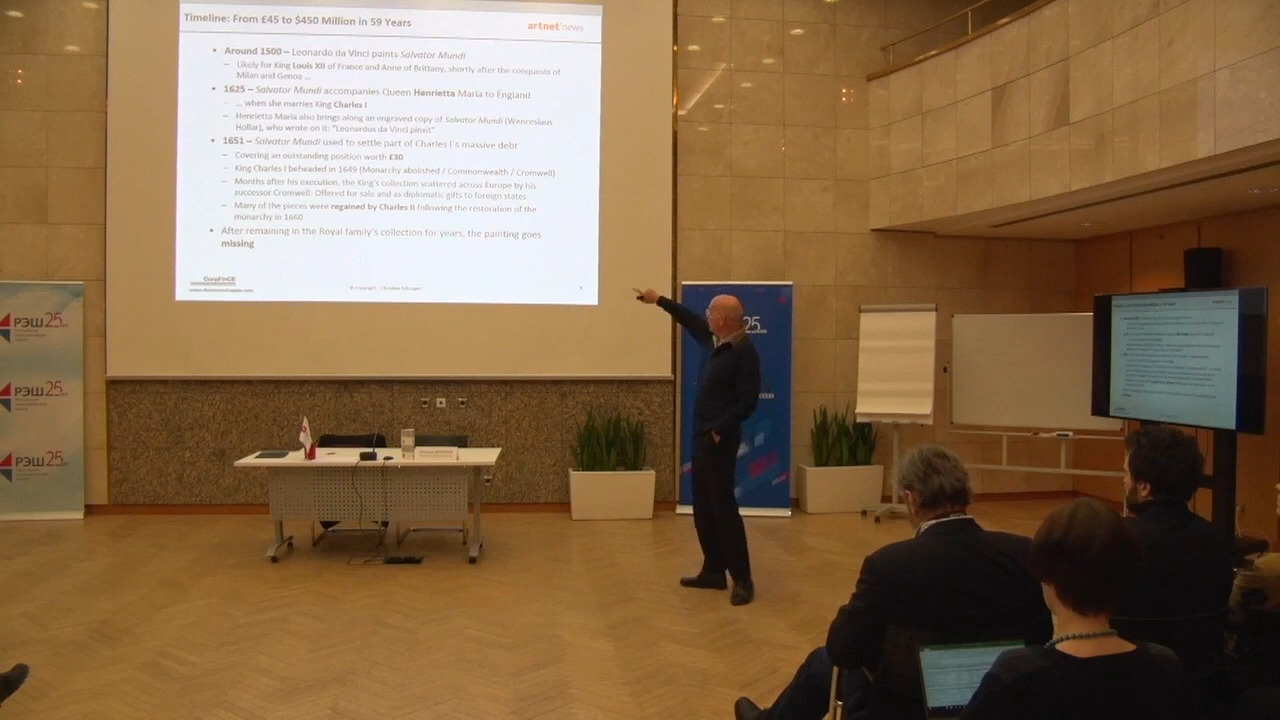 Timeline: From £45 to $450 Million in 59 Years
artnet news
• Around 1500 – Leonardo da Vinci paints Salvator Mundi
– Likely for King Louis XII of France and Anne of Brittany, shortly after the conquests of
Milan and Genoa ...
• 1625 – Salvator Mundi accompanies Queen Henrietta Maria to England
– ... when she marries King Charles I
– Henrietta Maria also brings along an engraved copy of Salvator Mundi (Wenceslaus
Hollar), who wrote on it: "Leonardus da Vinci pinxit"
• 1651 – Salvator Mundi used to settle part of Charles I's massive debt
– Covering an outstanding position worth £30
– King Charles I beheaded in 1649 (Monarchy abolished / Commonwealth / Cromwell)
– Months after his execution, the King's collection scattered across Europe by his
successor Cromwell: Offered for sale and as diplomatic gifts to foreign states
– Many of the pieces were regained by Charles II following the restoration of the
monarchy in 1660
• After remaining in the Royal family's collection for years, the painting goes
missing
CorpFinCE
© Copyright
РЭШ 25
РЭШ 25
РЭШ 25
25